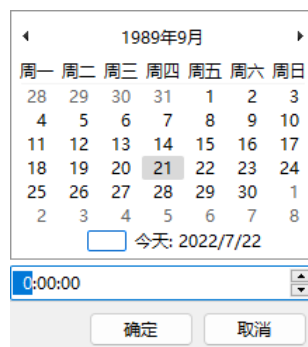 1989年9月
周一 周二 周三 周四 周五 周六 周日
28 29 30 31 1 2 3
4 5 6 7 8 9 10
11 12 13 14 15 16 17
18 19 20 21 22 23 24
25 26 27 28 29 30 1
2 3 4 5 6 7 8
今天: 2022/7/22
0:00:00
确定 取消